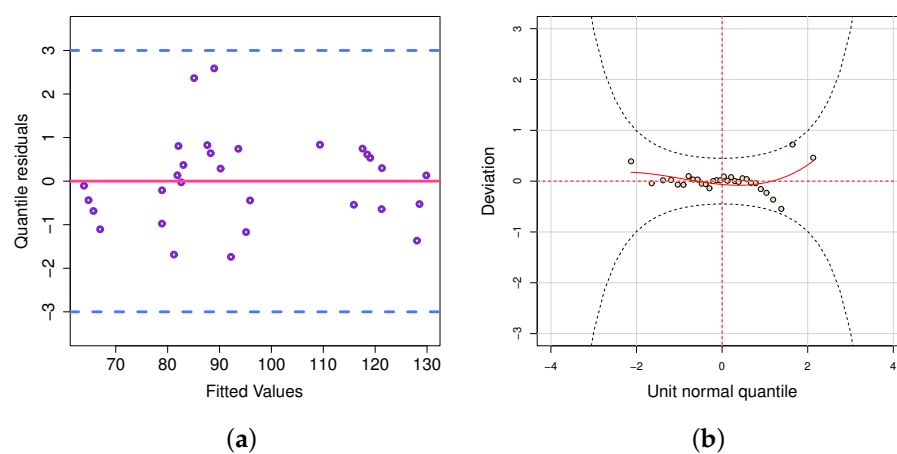 Quantile residuals
3
2
1
0
-1
-2
-3
70 80 90 100 110 120 130
Fitted Values
(a)
Deviation
3
2
1
0
-1
-2
-3
-4 -2 0 2 4
Unit normal quantile
(b)